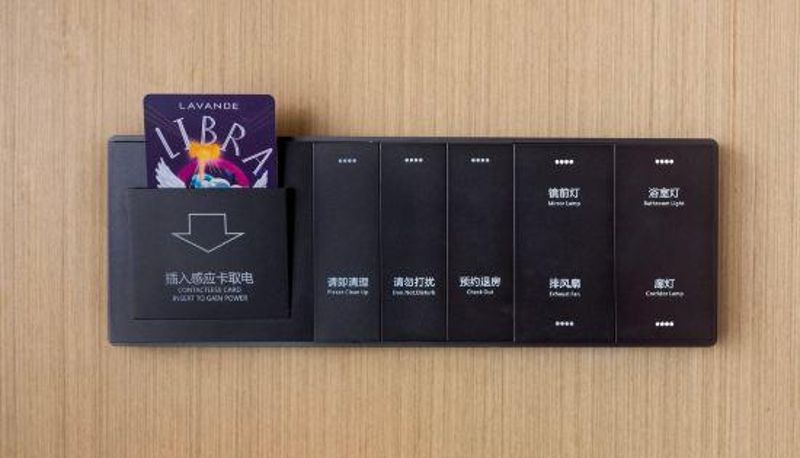 LAVANDE
LIBRA
插入感应卡取电
CONTACTLESS CARD
INSERT TO GAIN POWER
请即清理
Please Clean Up
请勿打扰
Do Not Disturb
预约退房
Check Out
镜前灯
Mirror Lamp
排风扇
Exhaust Fan
浴室灯
Bathroom Light
廊灯
Corridor Lamp